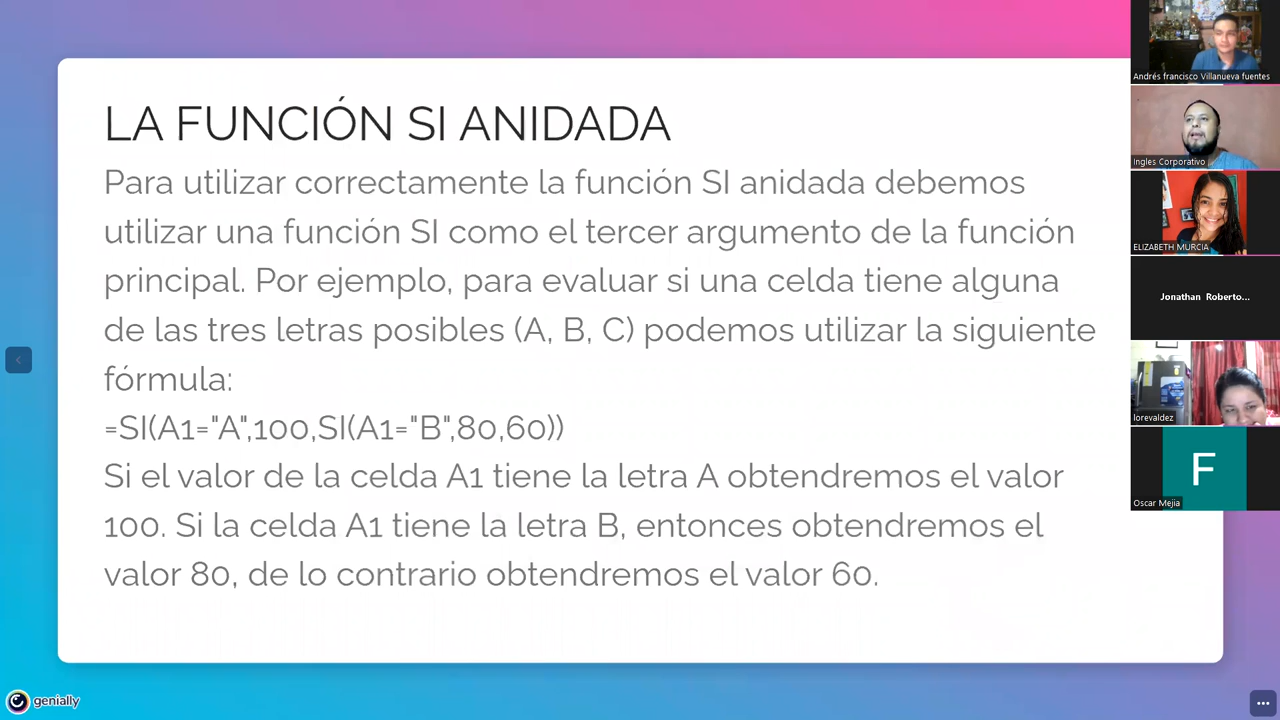 LA FUNCIÓN SI ANIDADA
Para utilizar correctamente la función SI anidada debemos
utilizar una función SI como el tercer argumento de la función
principal. Por ejemplo, para evaluar si una celda tiene alguna
de las tres letras posibles (A, B, C) podemos utilizar la siguiente
fórmula:
=SI(A1="A",100,SI(A1="B",80,60))
Si el valor de la celda A1 tiene la letra A obtendremos el valor
100. Si la celda A1 tiene la letra B, entonces obtendremos el
valor 80, de lo contrario obtendremos el valor 60.
Andrés francisco Villanueva fuentes
Ingles Corporativo
ELIZABETH MURCIA
Jonathan Roberto...
lorevaldez
F
Oscar Mejia
genially